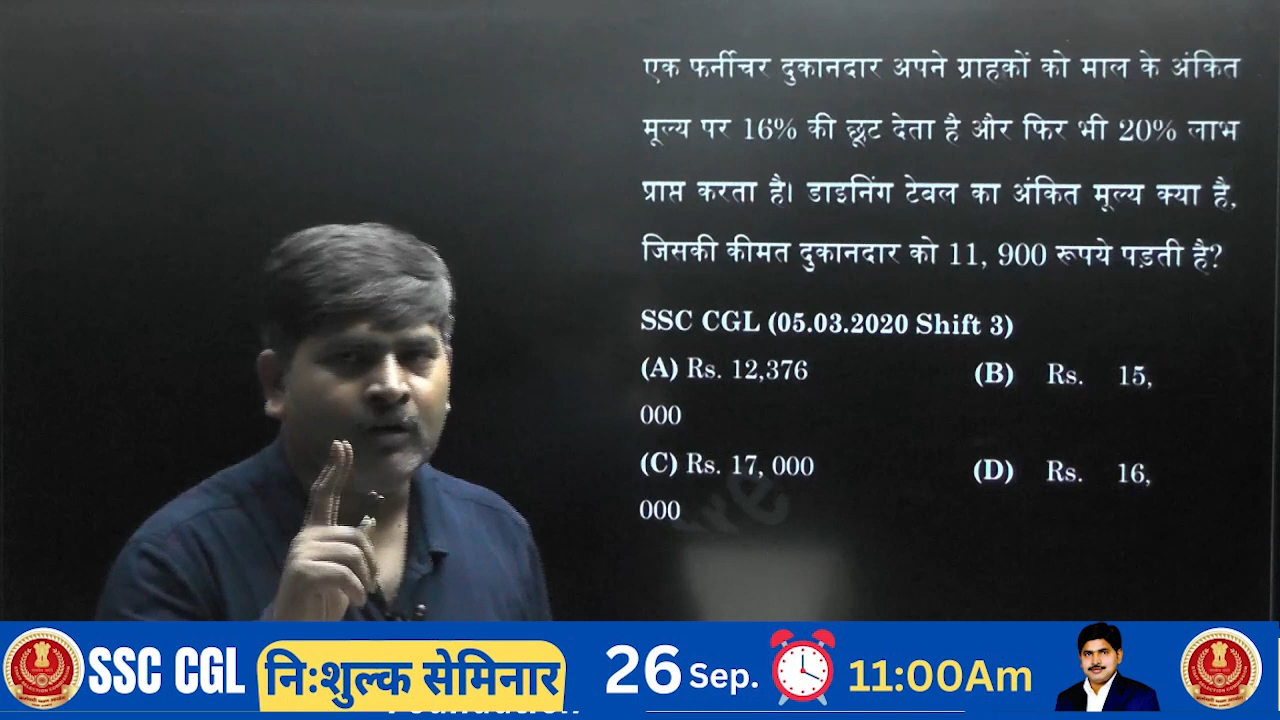 एक फर्नीचर दुकानदार अपने ग्राहकों को माल के अंकित
मूल्य पर 16% की छूट देता है और फिर भी 20% लाभ
प्राप्त करता है। डाइनिंग टेबल का अंकित मूल्य क्या है,
जिसकी कीमत दुकानदार को 11, 900 रूपये पड़ती है?
SSC CGL (05.03.2020 Shift 3)
(A) Rs. 12,376 (B) Rs. 15,
000
(C) Rs. 17, 000 (D) Rs. 16,
000
SSC CGL निःशुल्क सेमिनार 26 Sep. 11:00Am